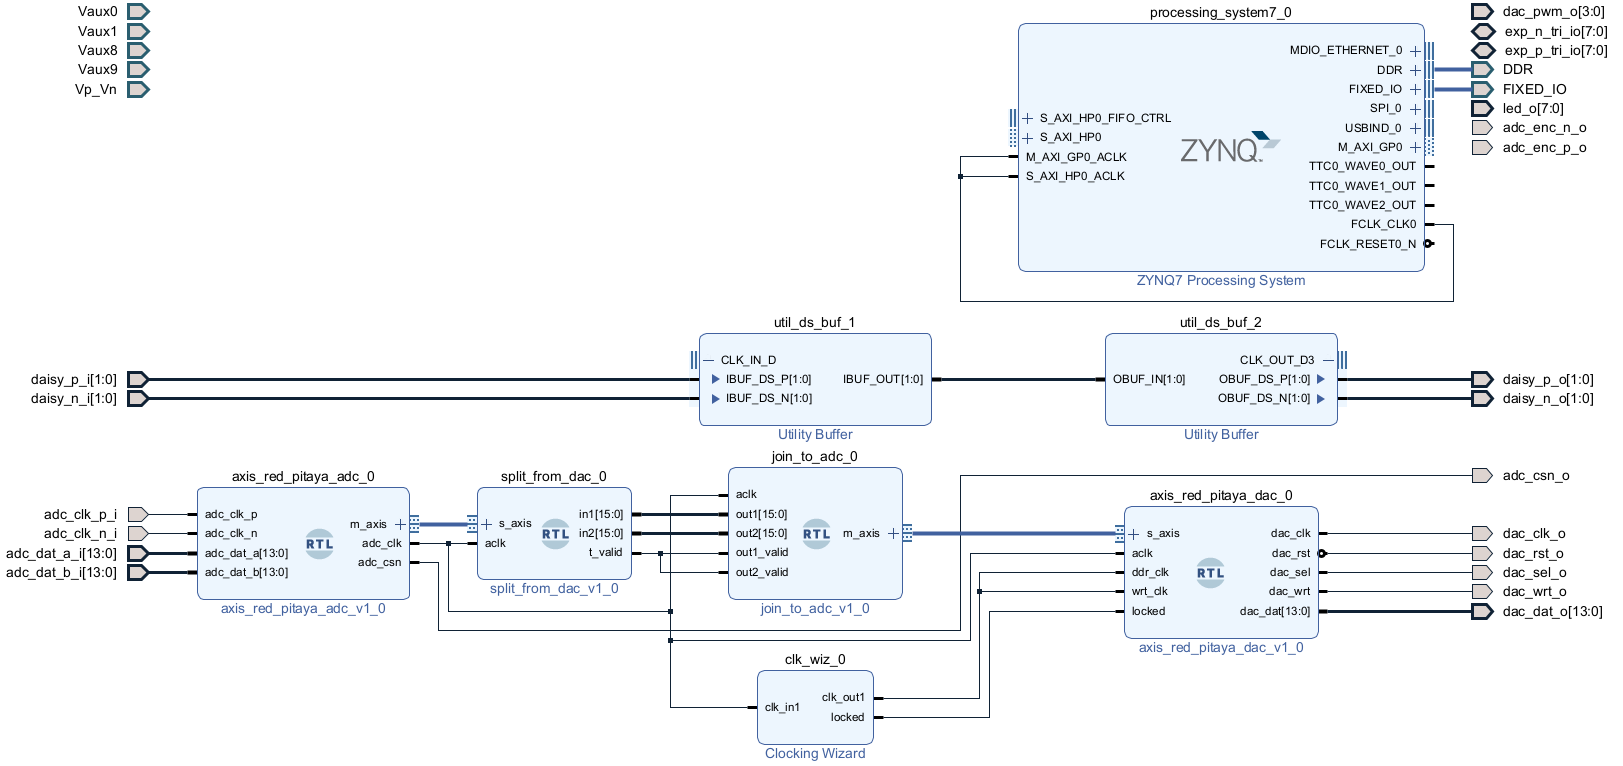 Vaux0
Vaux1
Vaux8
Vaux9
Vp_Vn
processing_system7_0
MDIO_ETHERNET_0
DDR
FIXED_IO
SPI_0
USBIND_0
M_AXI_GP0
TTC0_WAVE0_OUT
TTC0_WAVE1_OUT
TTC0_WAVE2_OUT
FCLK_CLK0
FCLK_RESET0_N
S_AXI_HP0_FIFO_CTRL
S_AXI_HP0
M_AXI_GP0_ACLK
S_AXI_HP0_ACLK
ZYNQ
ZYNQ7 Processing System
dac_pwm_o[3:0]
exp_n_tri_io[7:0]
exp_p_tri_io[7:0]
DDR
FIXED_IO
led_o[7:0]
adc_enc_n_o
adc_enc_p_o
daisy_p_i[1:0]
daisy_n_i[1:0]
util_ds_buf_1
CLK_IN_D
IBUF_DS_P[1:0]
IBUF_DS_N[1:0]
IBUF_OUT[1:0]
Utility Buffer
util_ds_buf_2
OBUF_IN[1:0]
CLK_OUT_D3
OBUF_DS_P[1:0]
OBUF_DS_N[1:0]
Utility Buffer
daisy_p_o[1:0]
daisy_n_o[1:0]
adc_clk_p_i
adc_clk_n_i
adc_dat_a_i[13:0]
adc_dat_b_i[13:0]
axis_red_pitaya_adc_0
adc_clk_p
adc_clk_n
adc_dat_a[13:0]
adc_dat_b[13:0]
RTL
m_axis
adc_clk
adc_csn
axis_red_pitaya_adc_v1_0
split_from_dac_0
s_axis
aclk
RTL
in1[15:0]
in2[15:0]
t_valid
split_from_dac_v1_0
join_to_adc_0
aclk
out1[15:0]
out2[15:0]
out1_valid
out2_valid
RTL
m_axis
join_to_adc_v1_0
clk_wiz_0
clk_in1
clk_out1
locked
Clocking Wizard
axis_red_pitaya_dac_0
s_axis
aclk
ddr_clk
wrt_clk
locked
RTL
dac_clk
dac_rst
dac_sel
dac_wrt
dac_dat[13:0]
axis_red_pitaya_dac_v1_0
adc_csn_o
dac_clk_o
dac_rst_o
dac_sel_o
dac_wrt_o
dac_dat_o[13:0]